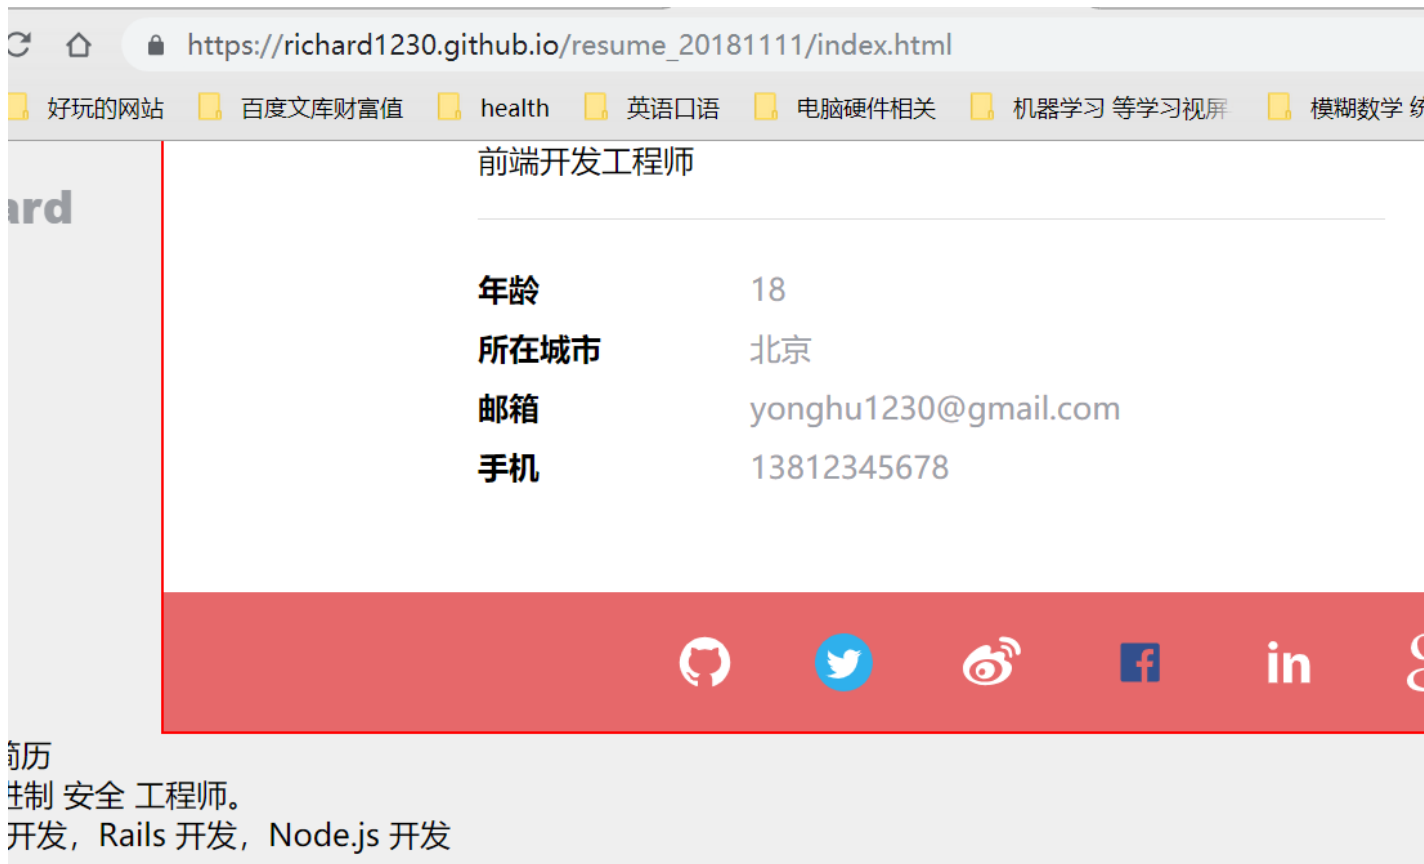 https://richard1230.github.io/resume_20181111/index.html
好玩的网站 百度文库财富值 health 英语口语 电脑硬件相关 机器学习 等学习视屏 模糊数学
前端开发工程师
ard
年龄 18
所在城市 北京
邮箱 yonghu1230@gmail.com
手机 13812345678
in
简历
进制 安全 工程师。
开发，Rails 开发，Node.js 开发